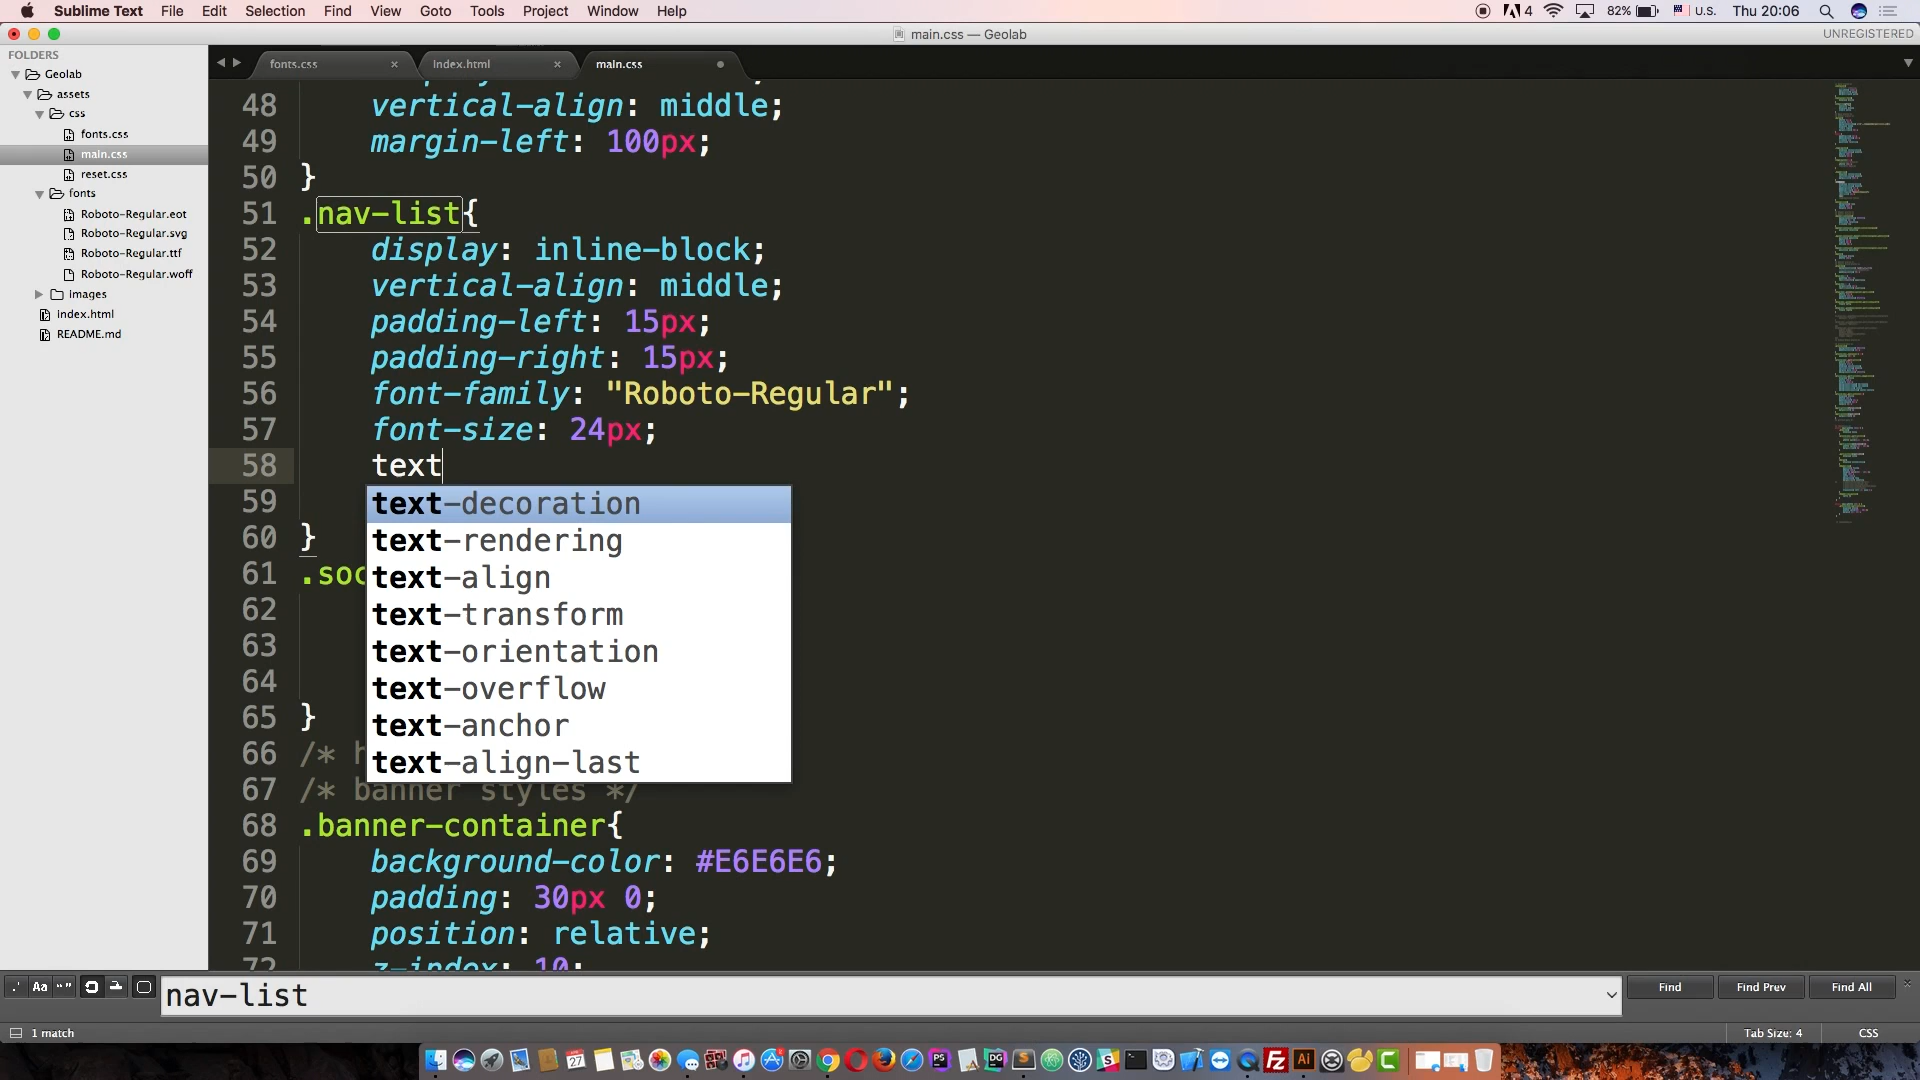 Sublime Text File Edit Selection Find View Goto Tools Project Window Help 4 82% U.S. Thu 20:06
main.css — Geolab UNREGISTERED
FOLDERS
Geolab
assets
css
fonts.css
main.css
reset.css
fonts
Roboto-Regular.eot
Roboto-Regular.svg
Roboto-Regular.ttf
Roboto-Regular.woff
images
index.html
README.md
fonts.css × index.html × main.css
48 vertical-align: middle;
49 margin-left: 100px;
50 }
51 .nav-list{
52 display: inline-block;
53 vertical-align: middle;
54 padding-left: 15px;
55 padding-right: 15px;
56 font-family: "Roboto-Regular";
57 font-size: 24px;
58 text
59
60 }
61 .soc
62
63
64
65 }
66 /* h
67 /* banner styles */
68 .banner-container{
69 background-color: #E6E6E6;
70 padding: 30px 0;
71 position: relative;
72 z-index: 10;
text-decoration
text-rendering
text-align
text-transform
text-orientation
text-overflow
text-anchor
text-align-last
.* Aa “” nav-list Find Find Prev Find All
1 match Tab Size: 4 CSS